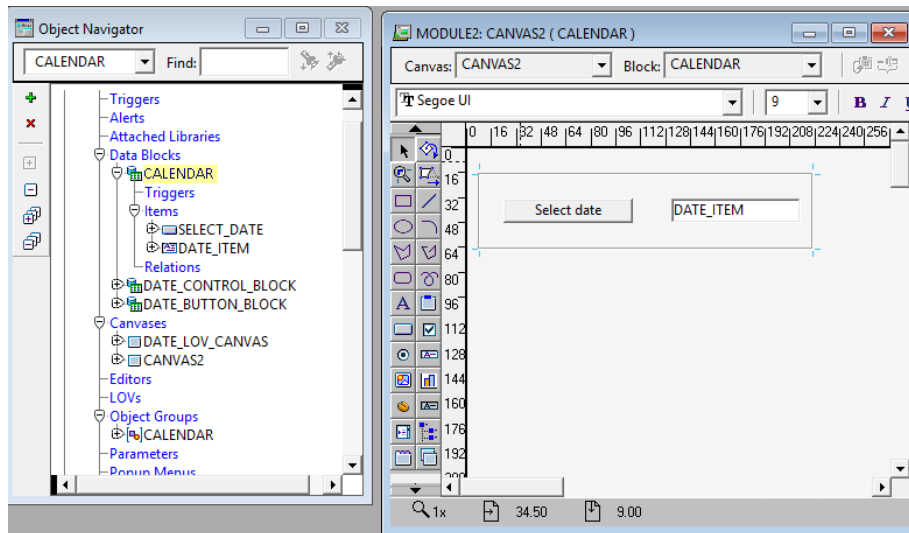 Object Navigator
CALENDAR Find:
Triggers
Alerts
Attached Libraries
Data Blocks
CALENDAR
Triggers
Items
SELECT_DATE
DATE_ITEM
Relations
DATE_CONTROL_BLOCK
DATE_BUTTON_BLOCK
Canvases
DATE_LOV_CANVAS
CANVAS2
Editors
LOVs
Object Groups
CALENDAR
Parameters
Popup Menus
MODULE2: CANVAS2 ( CALENDAR )
Canvas: CANVAS2 Block: CALENDAR
Segoe UI 9 B I U
0 16 32 48 64 80 96 112 128 144 160 176 192 208 224 240 256
0
16
32
48
64
80
96
112
128
144
160
176
192
Select date DATE_ITEM
1x 34.50 9.00